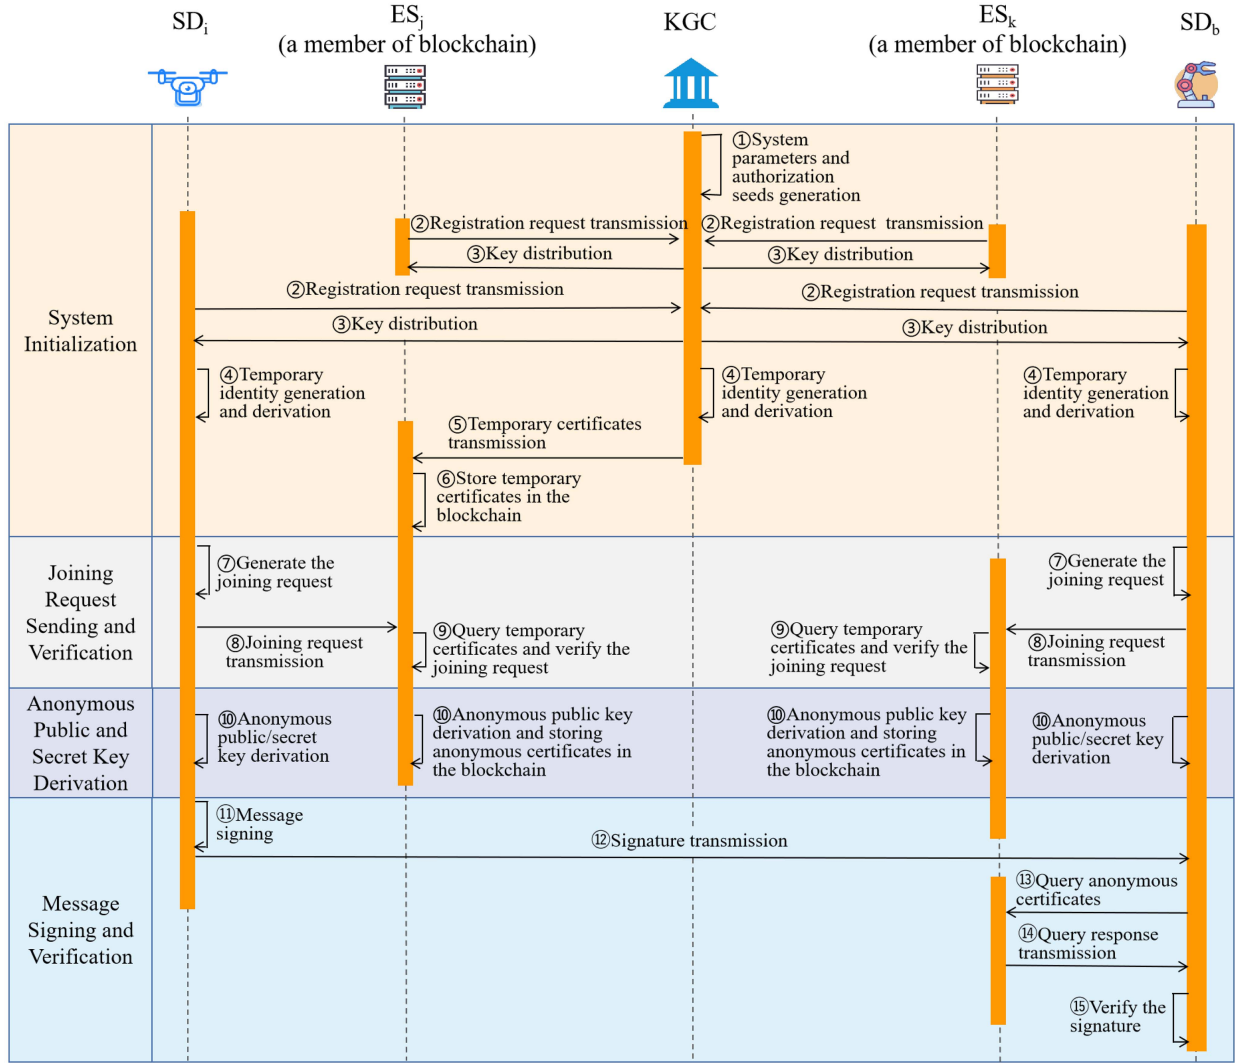 SDi
ESj
(a member of blockchain)
KGC
ESk
(a member of blockchain)
SDb
System
Initialization
①System
parameters and
authorization
seeds generation
②Registration request transmission
②Registration request transmission
③Key distribution
③Key distribution
②Registration request transmission
②Registration request transmission
③Key distribution
③Key distribution
④Temporary
identity generation
and derivation
④Temporary
identity generation
and derivation
④Temporary
identity generation
and derivation
⑤Temporary certificates
transmission
⑥Store temporary
certificates in the
blockchain
Joining
Request
Sending and
Verification
⑦Generate the
joining request
⑦Generate the
joining request
⑧Joining request
transmission
⑨Query temporary
certificates and verify the
joining request
⑨Query temporary
certificates and verify the
joining request
⑧Joining request
transmission
Anonymous
Public and
Secret Key
Derivation
⑩Anonymous
public/secret
key derivation
⑩Anonymous public key
derivation and storing
anonymous certificates in
the blockchain
⑩Anonymous public key
derivation and storing
anonymous certificates in
the blockchain
⑩Anonymous
public/secret key
derivation
Message
Signing and
Verification
⑪Message
signing
⑫Signature transmission
⑬Query anonymous
certificates
⑭Query response
transmission
⑮Verify the
signature